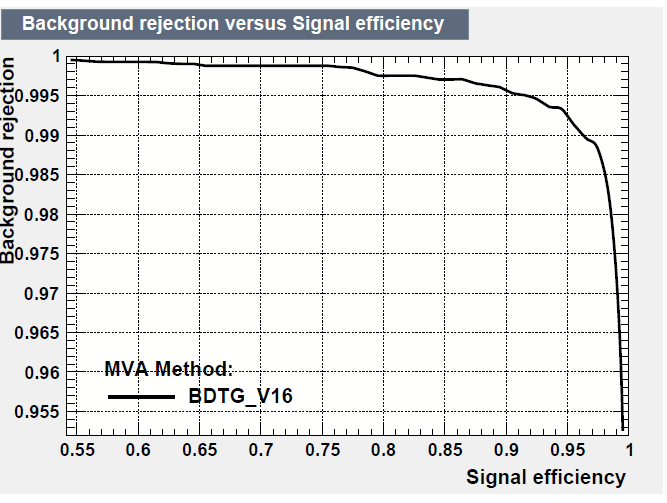 Background rejection versus Signal efficiency
Background rejection
1
0.995
0.99
0.985
0.98
0.975
0.97
0.965
0.96
0.955
MVA Method:
BDTG_V16
0.55 0.6 0.65 0.7 0.75 0.8 0.85 0.9 0.95 1
Signal efficiency